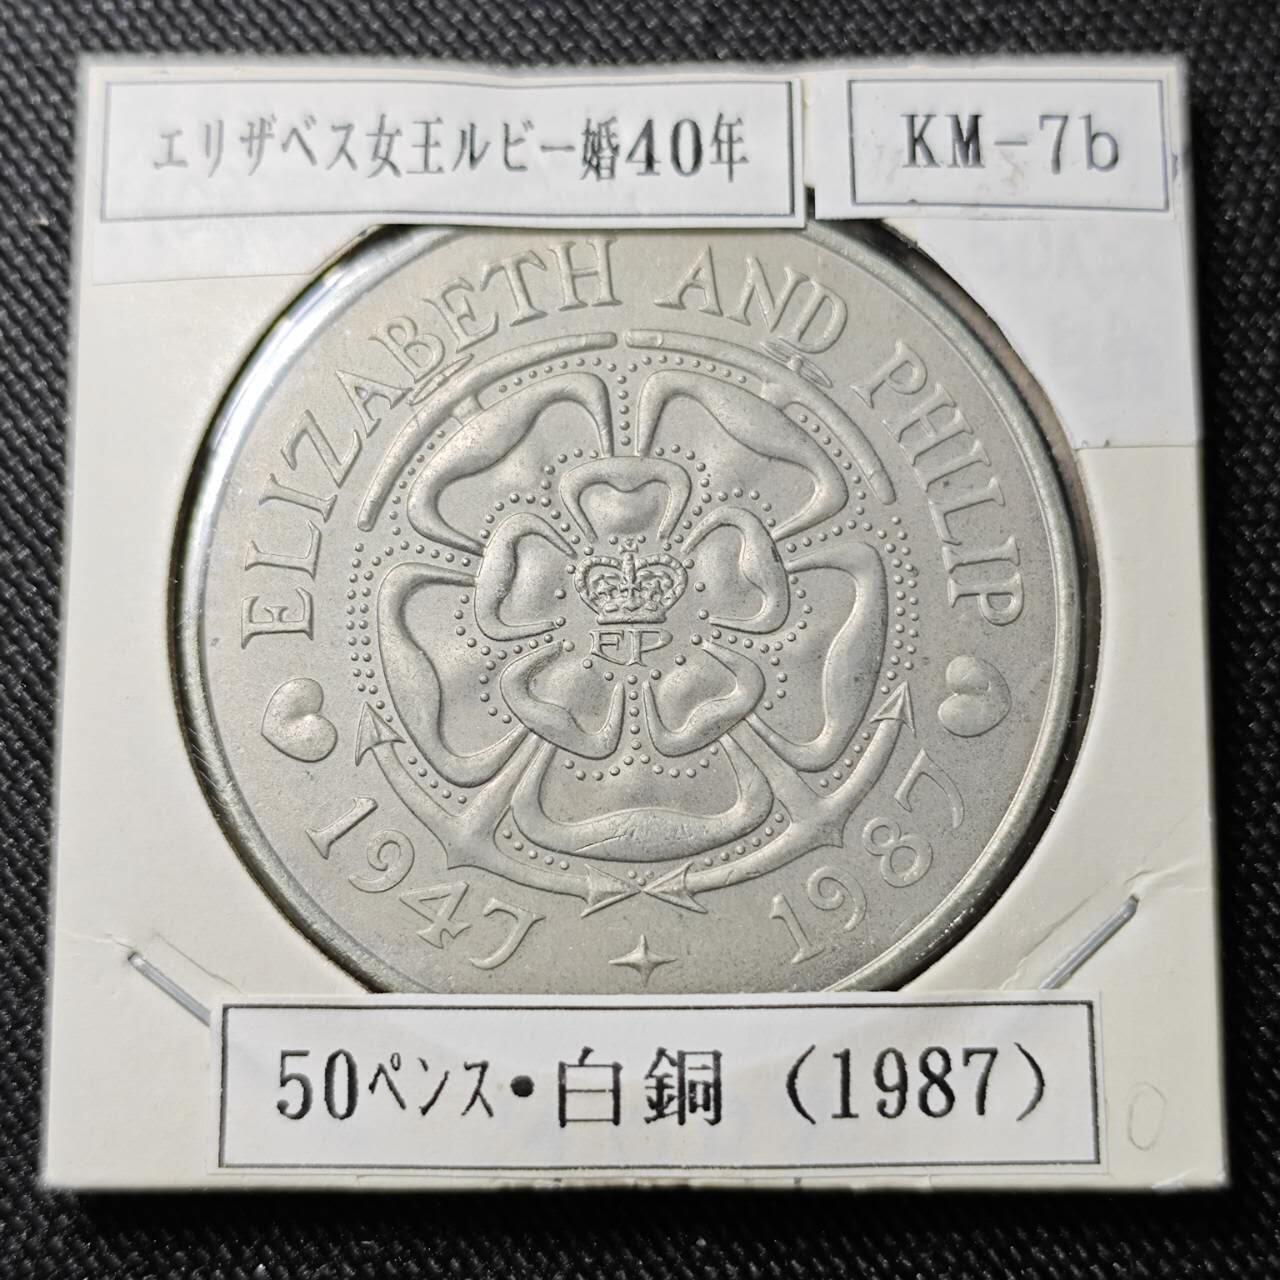 エリザベス女王ルビー婚40年
KM-7b
ELIZABETH AND PHILIP
EP
1947
1987
50ペンス・白銅（1987）
0